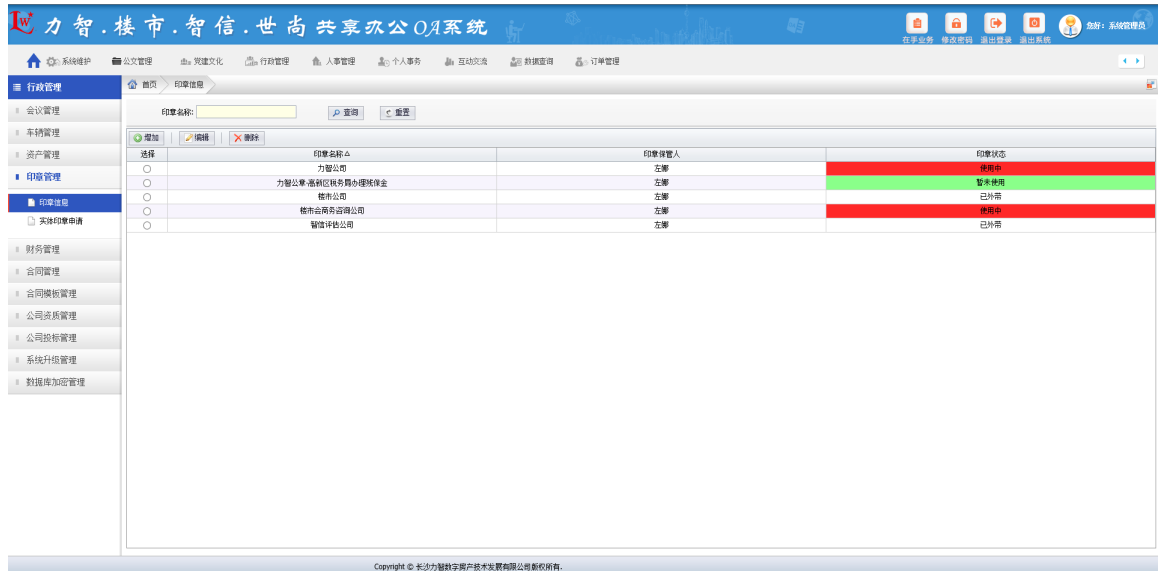 力智.楼市.智信.世尚共享办公OA系统
在手业务 修改密码 退出登录 退出系统 您好：系统管理员
系统维护 公文管理 党建文化 行政管理 人事管理 个人事务 互动交流 数据查询 订单管理
行政管理 首页 印章信息
会议管理
车辆管理
资产管理
印章管理
印章信息
实体印章申请
财务管理
合同管理
合同模板管理
公司资质管理
公司投标管理
系统升级管理
数据库加密管理
印章名称： 查询 重置
增加 编辑 删除
选择 印章名称 印章保管人 印章状态
力智公司 左娜 使用中
力智公章-高新区税务局办理残保金 左娜 暂未使用
楼市公司 左娜 已外带
楼市会商务咨询公司 左娜 使用中
智信评估公司 左娜 已外带
Copyright © 长沙力智数字房产技术发展有限公司版权所有.